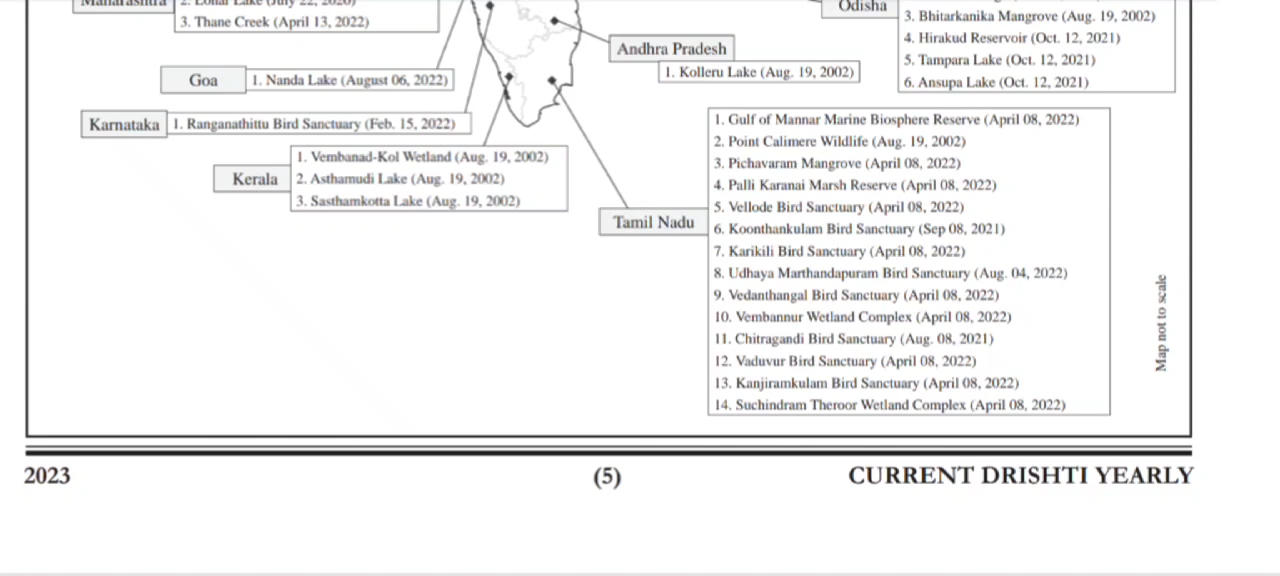 Maharashtra
2. Lonar Lake (July 22, 2020)
3. Thane Creek (April 13, 2022)
Goa
1. Nanda Lake (August 06, 2022)
Karnataka
1. Ranganathittu Bird Sanctuary (Feb. 15, 2022)
Kerala
1. Vembanad-Kol Wetland (Aug. 19, 2002)
2. Asthamudi Lake (Aug. 19, 2002)
3. Sasthamkotta Lake (Aug. 19, 2002)
Andhra Pradesh
1. Kolleru Lake (Aug. 19, 2002)
Odisha
3. Bhitarkanika Mangrove (Aug. 19, 2002)
4. Hirakud Reservoir (Oct. 12, 2021)
5. Tampara Lake (Oct. 12, 2021)
6. Ansupa Lake (Oct. 12, 2021)
Tamil Nadu
1. Gulf of Mannar Marine Biosphere Reserve (April 08, 2022)
2. Point Calimere Wildlife (Aug. 19, 2002)
3. Pichavaram Mangrove (April 08, 2022)
4. Palli Karanai Marsh Reserve (April 08, 2022)
5. Vellode Bird Sanctuary (April 08, 2022)
6. Koonthankulam Bird Sanctuary (Sep 08, 2021)
7. Karikili Bird Sanctuary (April 08, 2022)
8. Udhaya Marthandapuram Bird Sanctuary (Aug. 04, 2022)
9. Vedanthangal Bird Sanctuary (April 08, 2022)
10. Vembannur Wetland Complex (April 08, 2022)
11. Chitragandi Bird Sanctuary (Aug. 08, 2021)
12. Vaduvur Bird Sanctuary (April 08, 2022)
13. Kanjiramkulam Bird Sanctuary (April 08, 2022)
14. Suchindram Theroor Wetland Complex (April 08, 2022)
Map not to scale
2023
(5)
CURRENT DRISHTI YEARLY